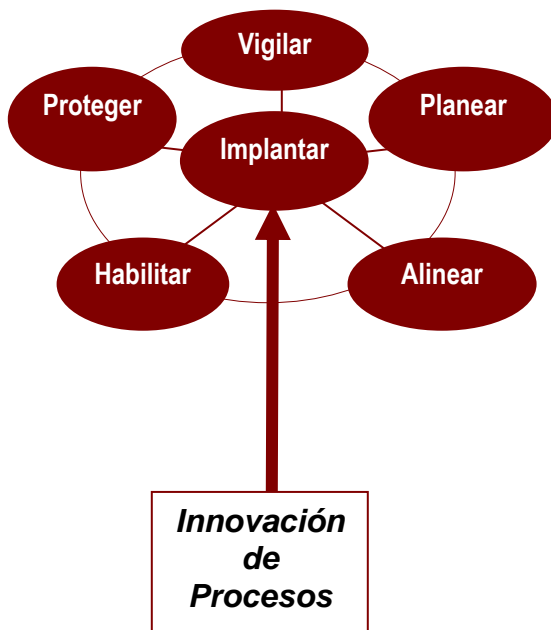 Vigilar
Proteger
Planear
Implantar
Habilitar
Alinear
Innovación
de
Procesos